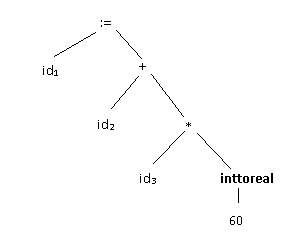 :=
id₁
+
id₂
*
id₃
inttoreal
60